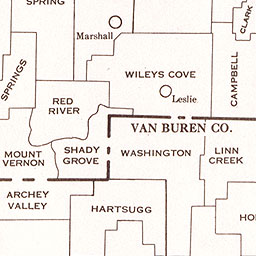 SPRING
Marshall
CLARK
SPRINGS
WILEYS COVE
CAMPBELL
Leslie
RED
RIVER
VAN BUREN CO.
MOUNT
VERNON
SHADY
GROVE
WASHINGTON
LINN
CREEK
ARCHEY
VALLEY
HARTSUGG